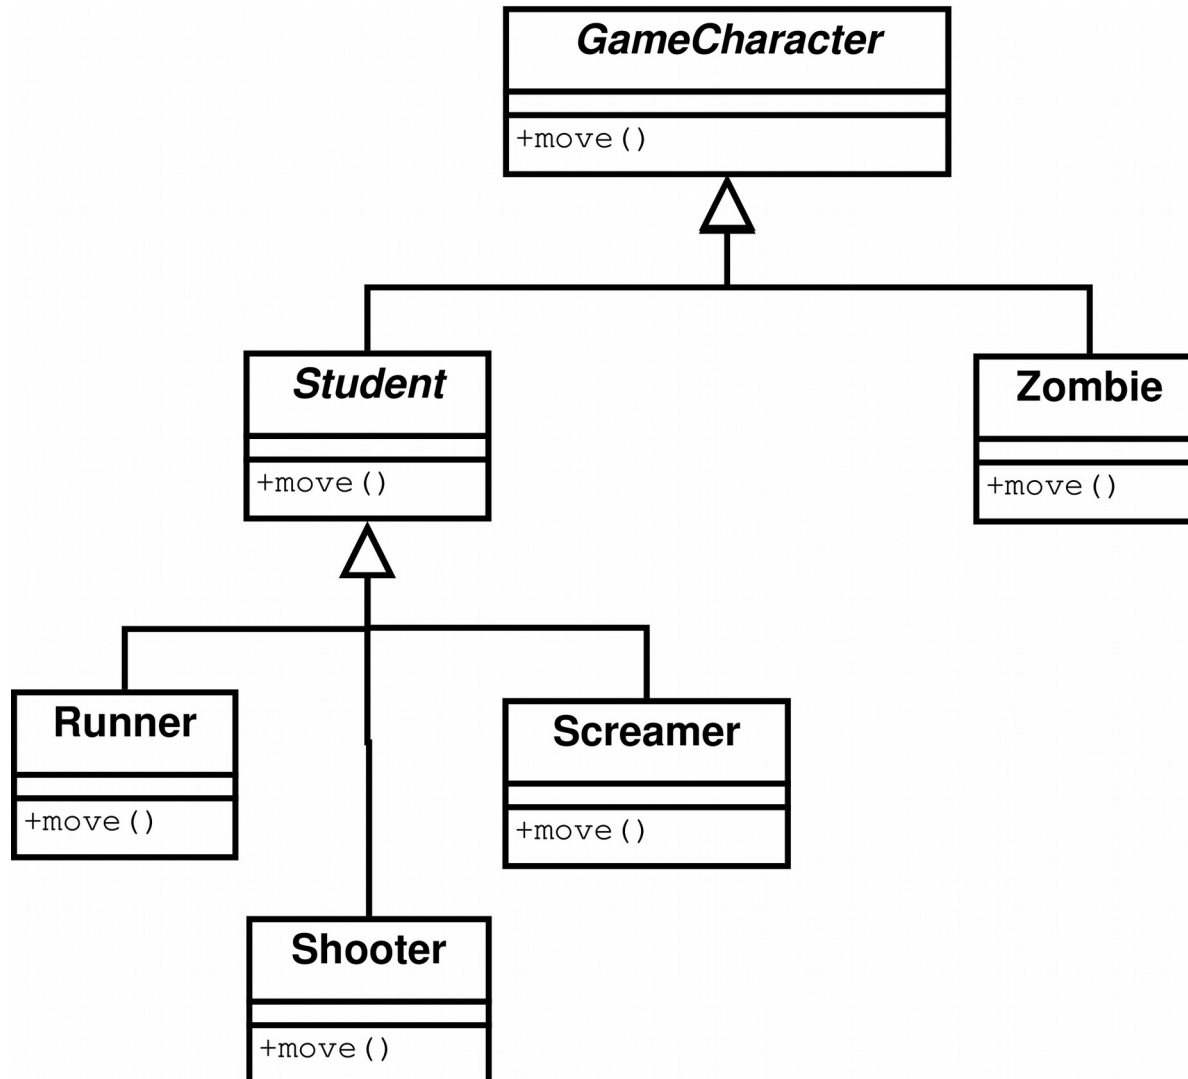 GameCharacter
+move()
Student
+move()
Zombie
+move()
Runner
+move()
Screamer
+move()
Shooter
+move()